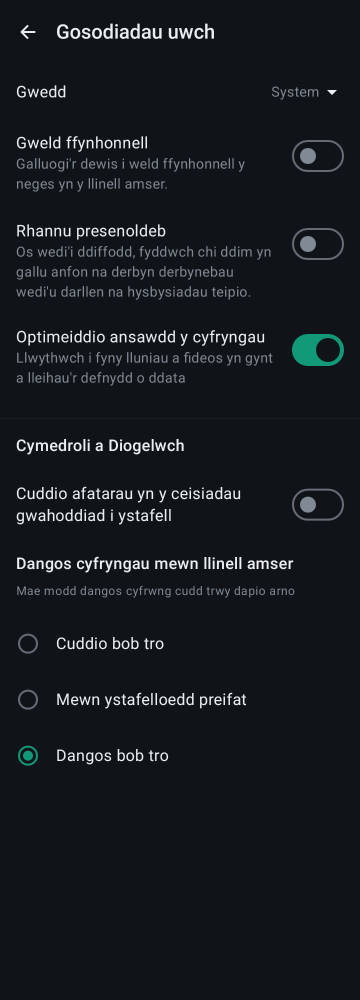 Gosodiadau uwch
Gwedd
System
Gweld ffynhonnell
Galluogi'r dewis i weld ffynhonnell y
neges yn y llinell amser.
Rhannu presenoldeb
Os wedi'i ddiffodd, fyddwch chi ddim yn
gallu anfon na derbyn derbynebau
wedi'u darllen na hysbysiadau teipio.
Optimeiddio ansawdd y cyfryngau
Llwythwch i fyny lluniau a fideos yn gynt
a lleihau'r defnydd o ddata
Cymedroli a Diogelwch
Cuddio afatarau yn y ceisiadau
gwahoddiad i ystafell
Dangos cyfryngau mewn llinell amser
Mae modd dangos cyfrwng cudd trwy dapio arno
Cuddio bob tro
Mewn ystafelloedd preifat
Dangos bob tro